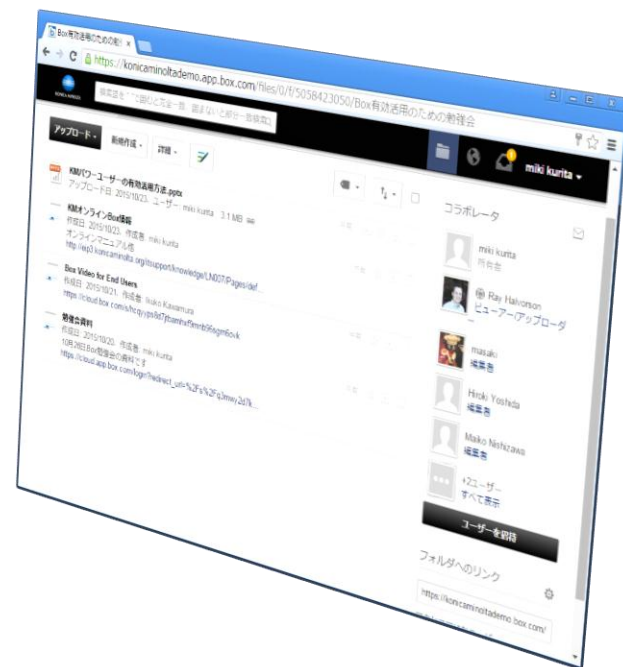 Box有効活用のための勉
https://konicaminoltademo.app.box.com/files/0/f/5058423050/Box有効活用のための勉強会
KONICA MINOLTA
miki kurita
アップロード
新規作成
詳細
KMパワーユーザーの有効活用方法.pptx
アップロード日: 2015/10/23、ユーザー: miki kurita 3.1 MB
KMオンラインBox情報
作成日: 2015/10/23、作成者: miki kurita
オンラインマニュアル他
Box Video for End Users
作成日: 2015/10/21、作成者: Ikuko Kawamura
勉強会資料
作成日: 2015/10/20、作成者: miki kurita
10月26日Box勉強会の資料です
コラボレータ
miki kurita
所有者
Ray Halvorson
ビューアー/アップローダ
masaki
編集者
Hiroki Yoshida
編集者
Maiko Nishizawa
編集者
+2ユーザー
すべて表示
ユーザーを招待
フォルダへのリンク
https://konicaminoltademo.box.com/